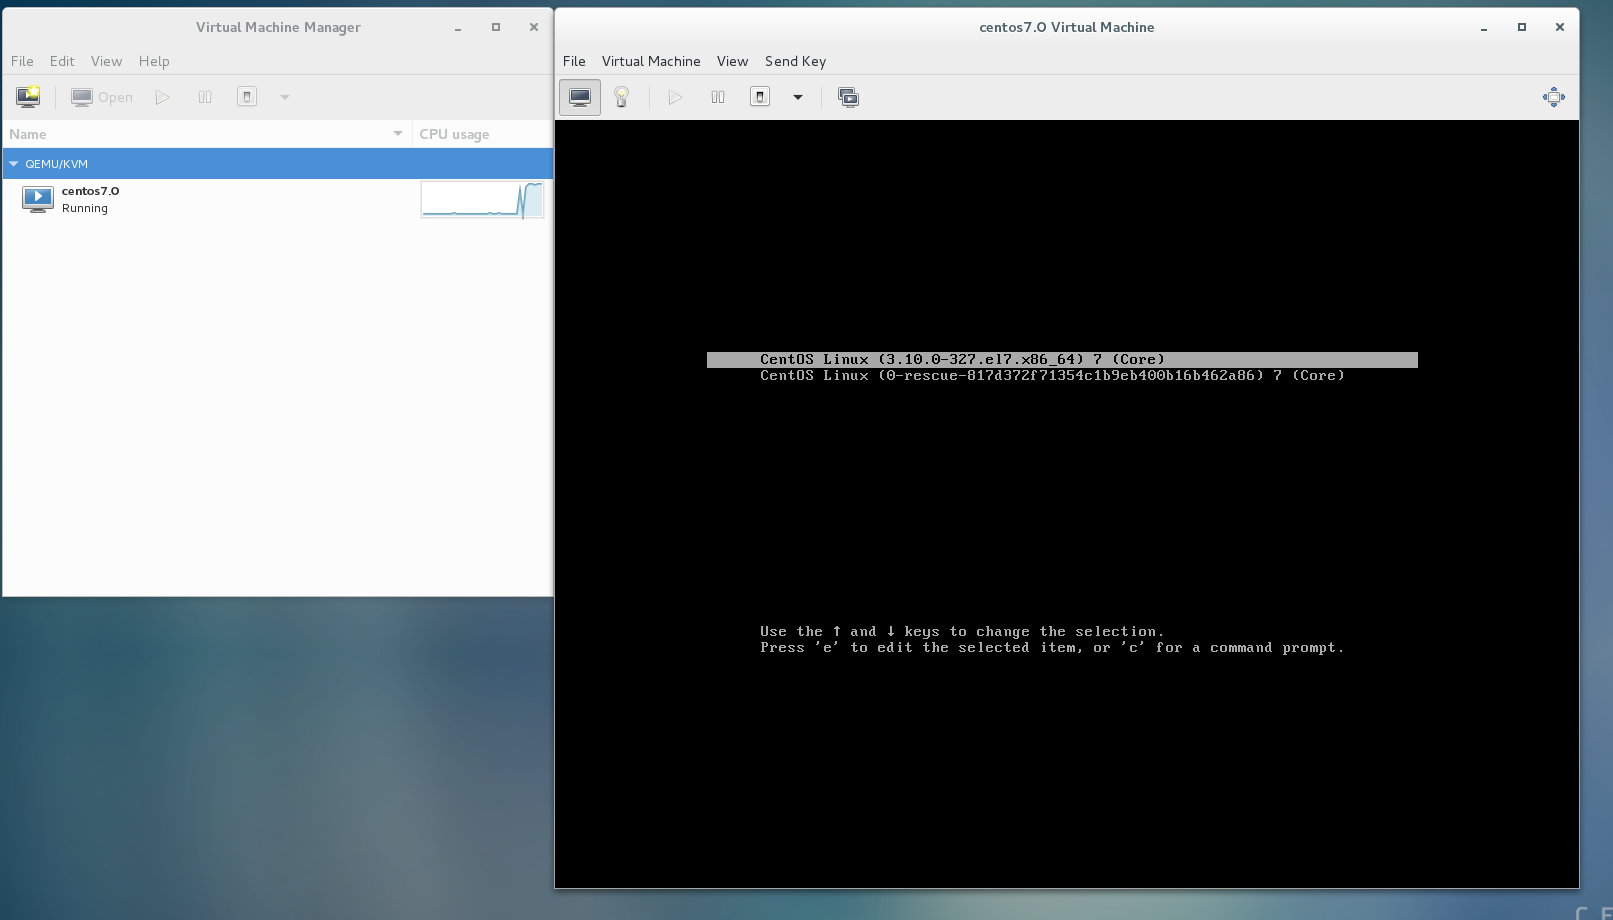 Virtual Machine Manager
File Edit View Help
Open
Name CPU usage
QEMU/KVM
centos7.0
Running
centos7.0 Virtual Machine
File Virtual Machine View Send Key
CentOS Linux (3.10.0-327.el7.x86_64) 7 (Core)
CentOS Linux (0-rescue-817d372f71354c1b9eb400b16b462a86) 7 (Core)
Use the ↑ and ↓ keys to change the selection.
Press 'e' to edit the selected item, or 'c' for a command prompt.